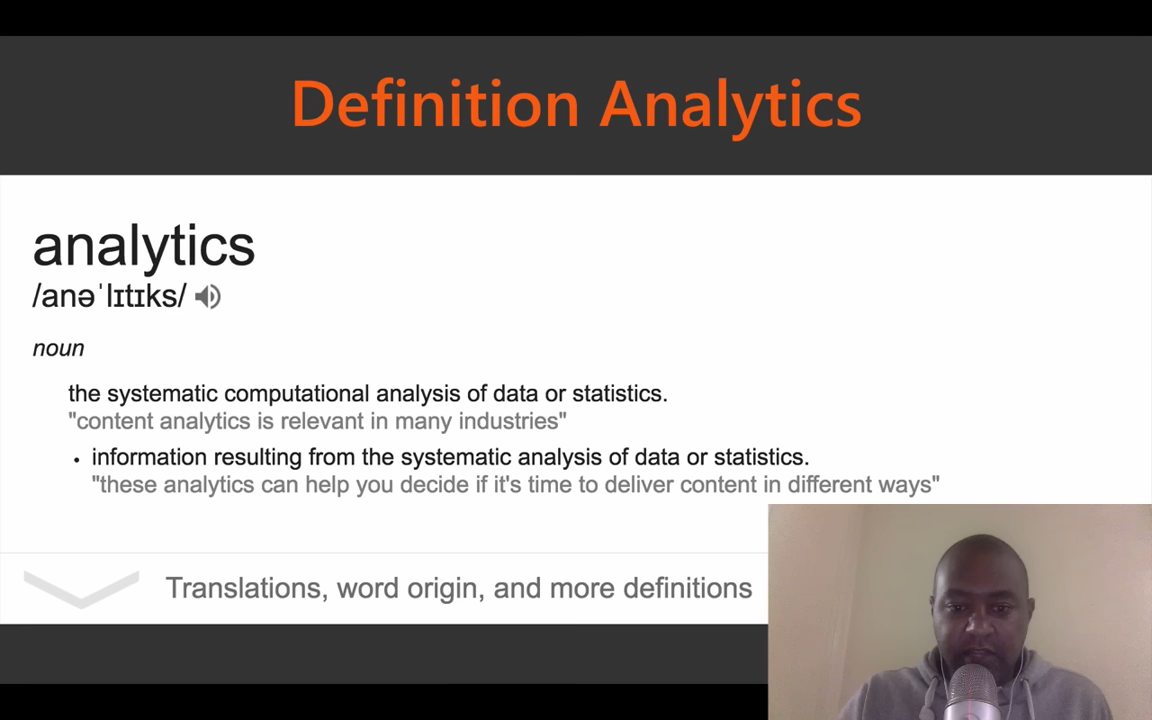 Definition Analytics
analytics
/anəˈlɪtɪks/
noun
the systematic computational analysis of data or statistics.
"content analytics is relevant in many industries"
• information resulting from the systematic analysis of data or statistics.
"these analytics can help you decide if it's time to deliver content in different ways"
Translations, word origin, and more definitions